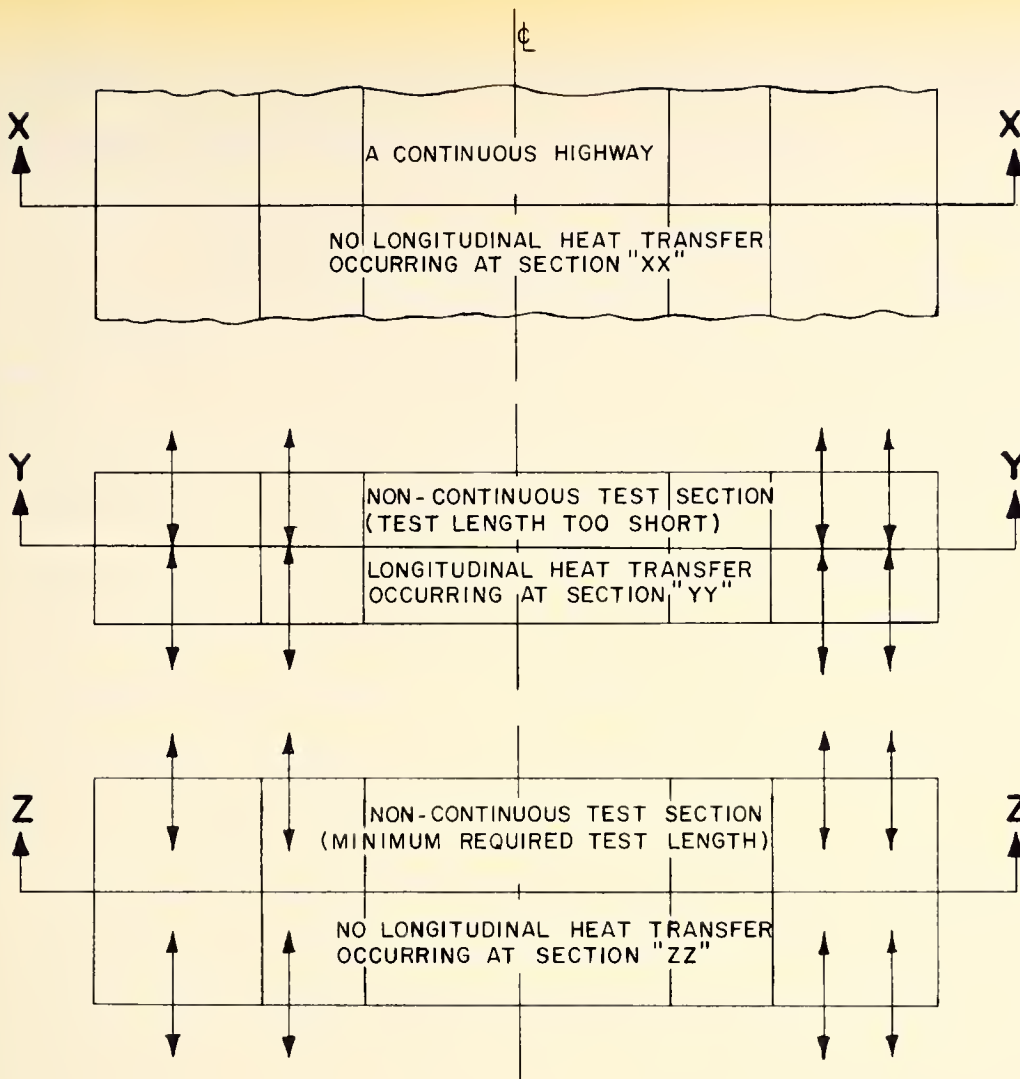 ℄
X X
A CONTINUOUS HIGHWAY
NO LONGITUDINAL HEAT TRANSFER
OCCURRING AT SECTION "XX"
Y Y
NON-CONTINUOUS TEST SECTION
(TEST LENGTH TOO SHORT)
LONGITUDINAL HEAT TRANSFER
OCCURRING AT SECTION "YY"
Z Z
NON-CONTINUOUS TEST SECTION
(MINIMUM REQUIRED TEST LENGTH)
NO LONGITUDINAL HEAT TRANSFER
OCCURRING AT SECTION "ZZ"